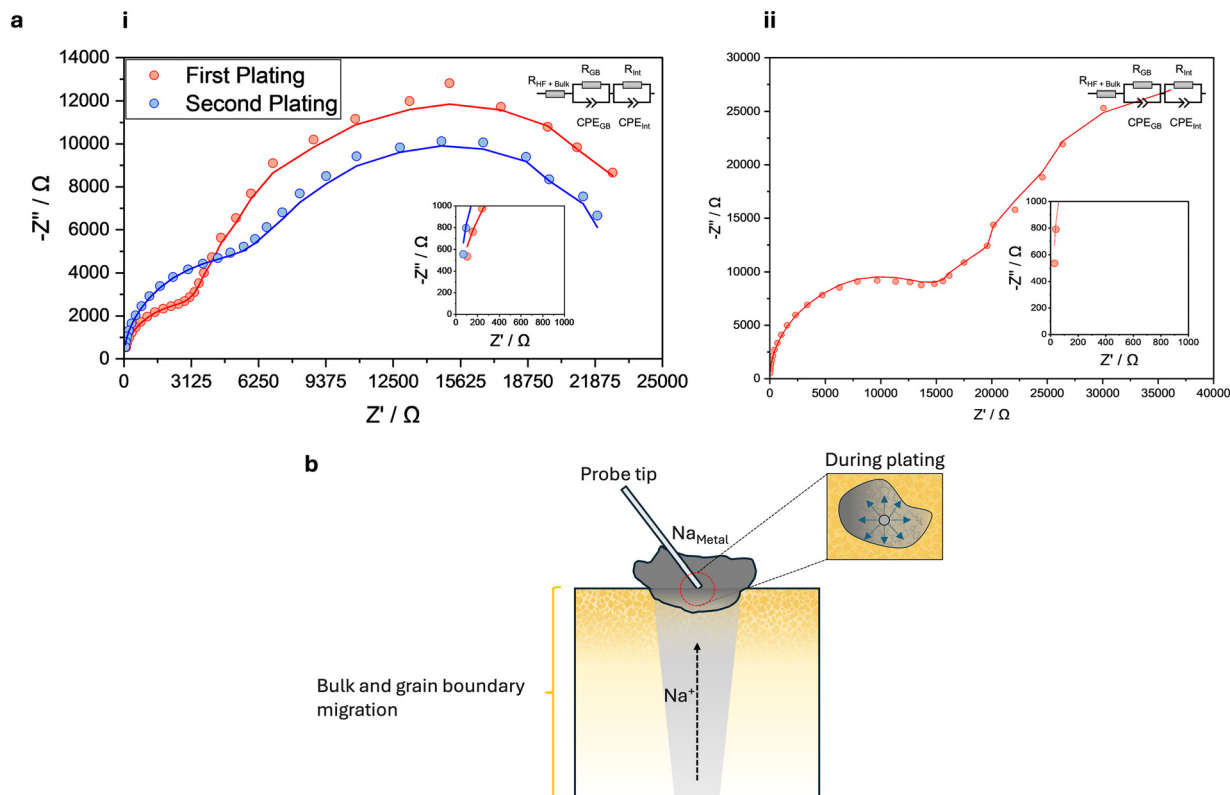 a
i
14000
12000
10000
8000
6000
4000
2000
0
-Z'' / Ω
First Plating
Second Plating
R_HF + Bulk
R_GB
R_Int
CPE_GB
CPE_Int
1000
800
600
400
200
0
-Z'' / Ω
0 200 400 600 800 1000
Z' / Ω
0 3125 6250 9375 12500 15625 18750 21875 25000
Z' / Ω
ii
30000
25000
20000
15000
10000
5000
0
-Z'' / Ω
R_HF + Bulk
R_GB
R_Int
CPE_GB
CPE_Int
1000
800
600
400
200
0
-Z'' / Ω
0 200 400 600 800 1000
Z' / Ω
0 5000 10000 15000 20000 25000 30000 35000 40000
Z' / Ω
b
During plating
Probe tip
Na_Metal
Bulk and grain boundary
migration
Na⁺